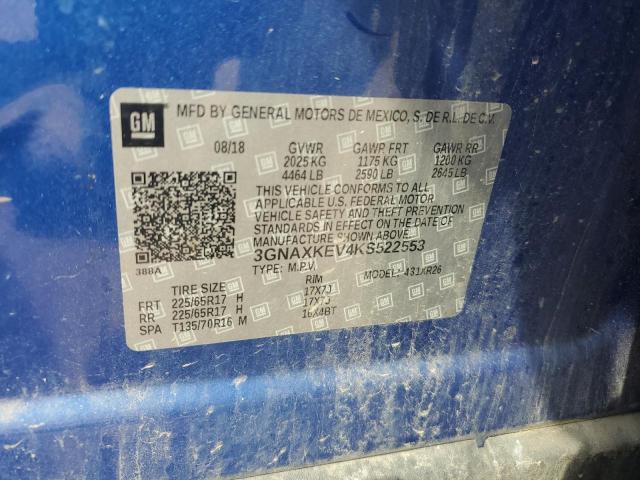 GM
MFD BY GENERAL MOTORS DE MEXICO, S. DE R.L. DE C.V.
08/18 GVWR GAWR FRT GAWR RR
2025 KG 1175 KG 1200 KG
4464 LB 2590 LB 2645 LB
THIS VEHICLE CONFORMS TO ALL
APPLICABLE U.S. FEDERAL MOTOR
VEHICLE SAFETY AND THEFT PREVENTION
STANDARDS IN EFFECT ON THE DATE OF
MANUFACTURE SHOWN ABOVE.
3GNAXKEV4KS522553
388A
TYPE: M.P.V. MODEL: 431XR26
TIRE SIZE RIM
FRT 225/65R17 H 17X7J
RR 225/65R17 H 17X7J
SPA T135/70R16 M 16X4BT